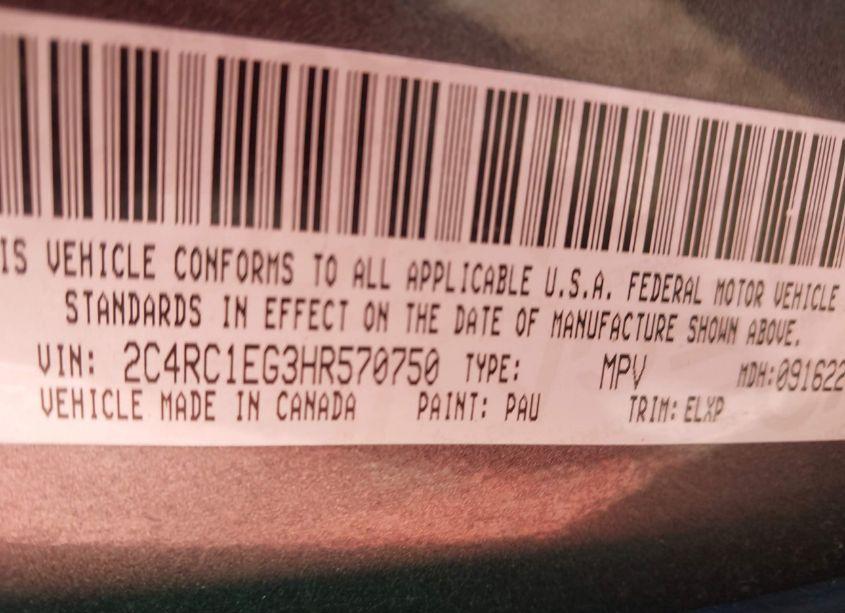 IS VEHICLE CONFORMS TO ALL APPLICABLE U.S.A. FEDERAL MOTOR VEHICLE
STANDARDS IN EFFECT ON THE DATE OF MANUFACTURE SHOWN ABOVE.
VIN: 2C4RC1EG3HR570750 TYPE: MPV MDH:091622
VEHICLE MADE IN CANADA PAINT: PAU TRIM: ELXP